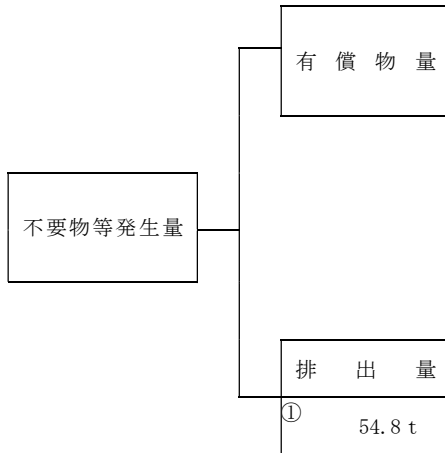 有償物量
不要物等発生量
排出量
①
54.8 t